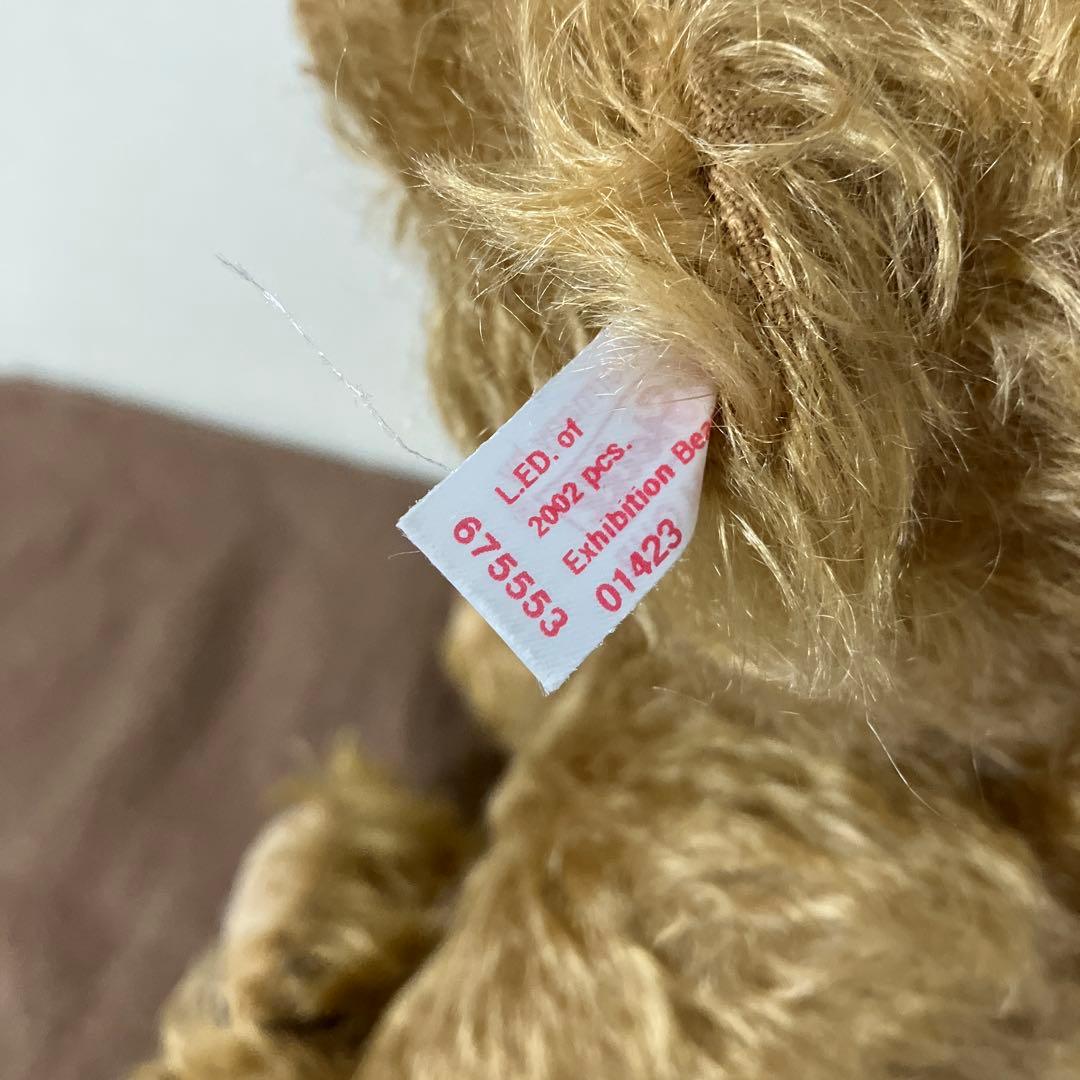 L.ED. of
2002 pcs.
Exhibition Bea
01423
675553